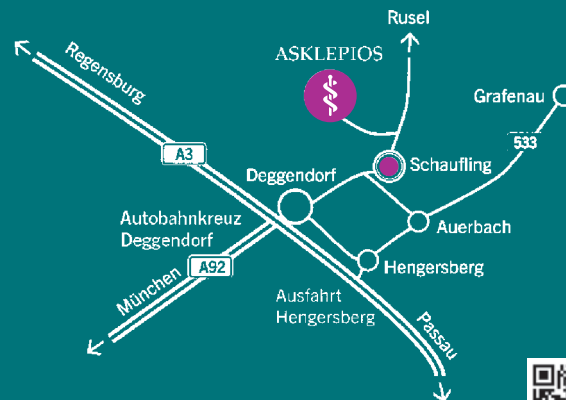 Rusel
ASKLEPIOS
Regensburg
Grafenau
533
A3
Schaufling
Deggendorf
Autobahnkreuz
Deggendorf
Auerbach
A92
Hengersberg
München
Ausfahrt
Hengersberg
Passau